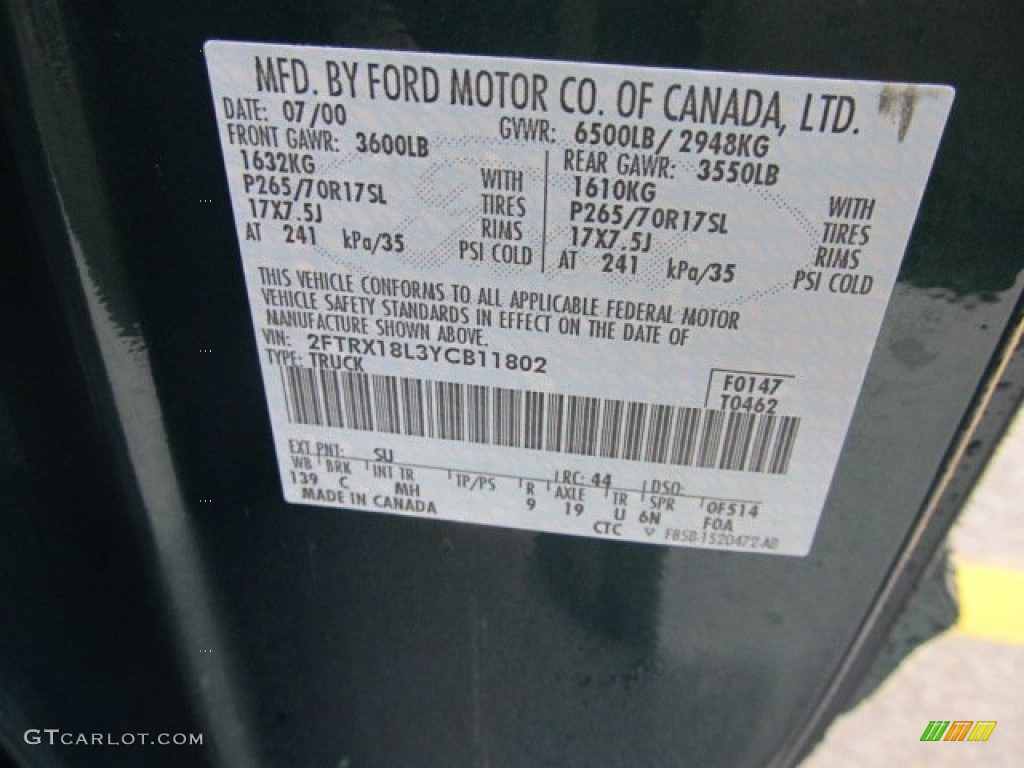 MFD. BY FORD MOTOR CO. OF CANADA, LTD.
DATE: 07/00 GVWR: 6500LB/ 2948KG
FRONT GAWR: 3600LB REAR GAWR: 3550LB
1632KG WITH 1610KG WITH
P265/70R17SL TIRES P265/70R17SL TIRES
17X7.5J RIMS 17X7.5J RIMS
AT 241 kPa/35 PSI COLD AT 241 kPa/35 PSI COLD
THIS VEHICLE CONFORMS TO ALL APPLICABLE FEDERAL MOTOR
VEHICLE SAFETY STANDARDS IN EFFECT ON THE DATE OF
MANUFACTURE SHOWN ABOVE.
VIN: 2FTRX18L3YCB11802
TYPE: TRUCK
F0147
T0462
EXT PNT: SU RC: 44 DSO:
WB BRK INT TR TP/PS R AXLE TR SPR 0F514
139 C MH 9 19 U 6N FOA
MADE IN CANADA CTC ▽ F85B-1520472-AB
GTCARLOT.COM